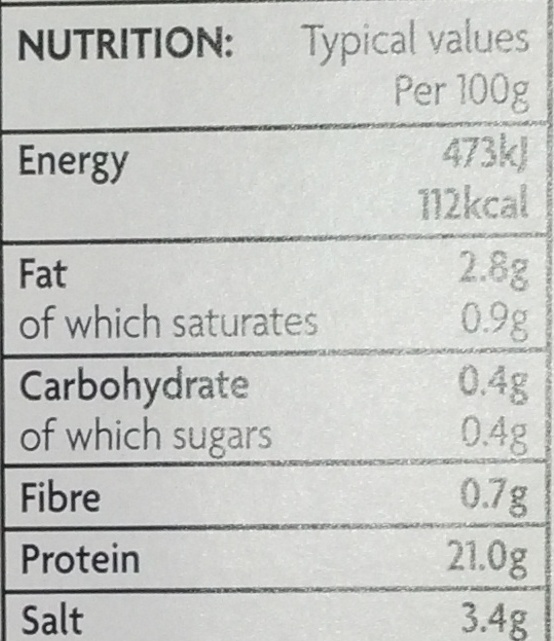 NUTRITION: Typical values
Per 100g
Energy 473kJ
112kcal
Fat 2.8g
of which saturates 0.9g
Carbohydrate 0.4g
of which sugars 0.4g
Fibre 0.7g
Protein 21.0g
Salt 3.4g